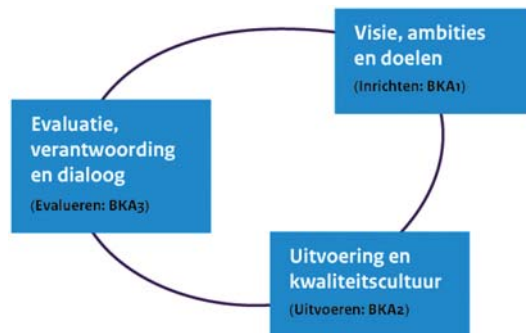 Visie, ambities
en doelen
(Inrichten: BKA1)
Evaluatie,
verantwoording
en dialoog
(Evalueren: BKA3)
Uitvoering en
kwaliteitscultuur
(Uitvoeren: BKA2)